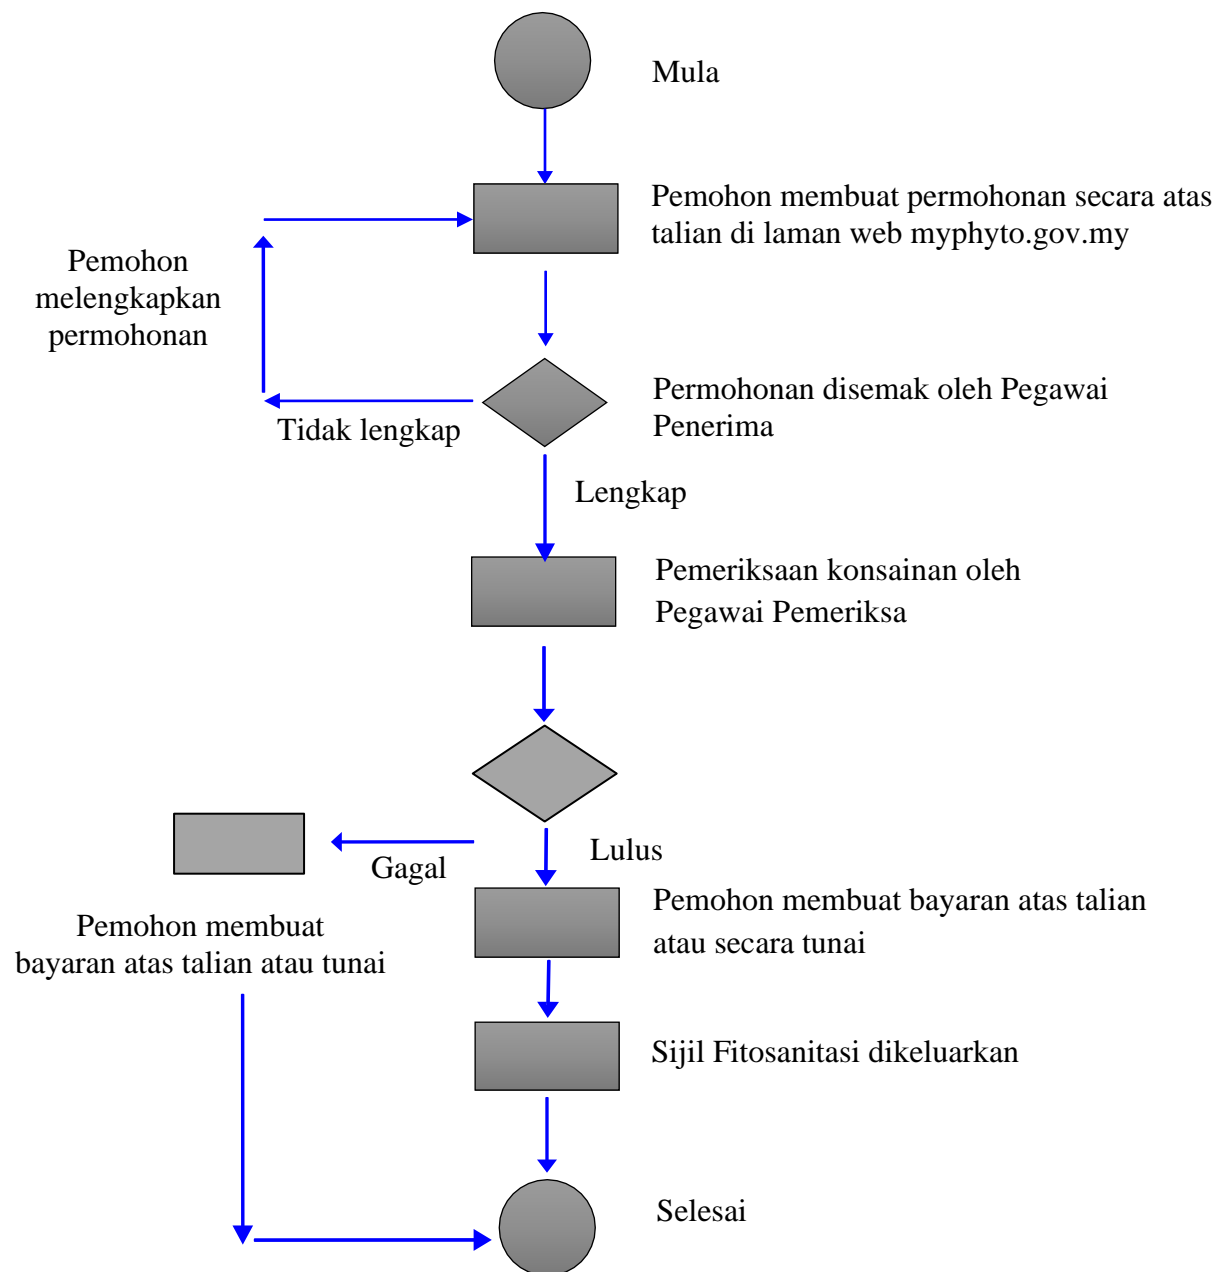 Mula
Pemohon membuat permohonan secara atas
talian di laman web myphyto.gov.my
Pemohon
melengkapkan
permohonan
Permohonan disemak oleh Pegawai
Penerima
Tidak lengkap
Lengkap
Pemeriksaan konsainan oleh
Pegawai Pemeriksa
Lulus
Gagal
Pemohon membuat bayaran atas talian
atau secara tunai
Pemohon membuat
bayaran atas talian atau tunai
Sijil Fitosanitasi dikeluarkan
Selesai